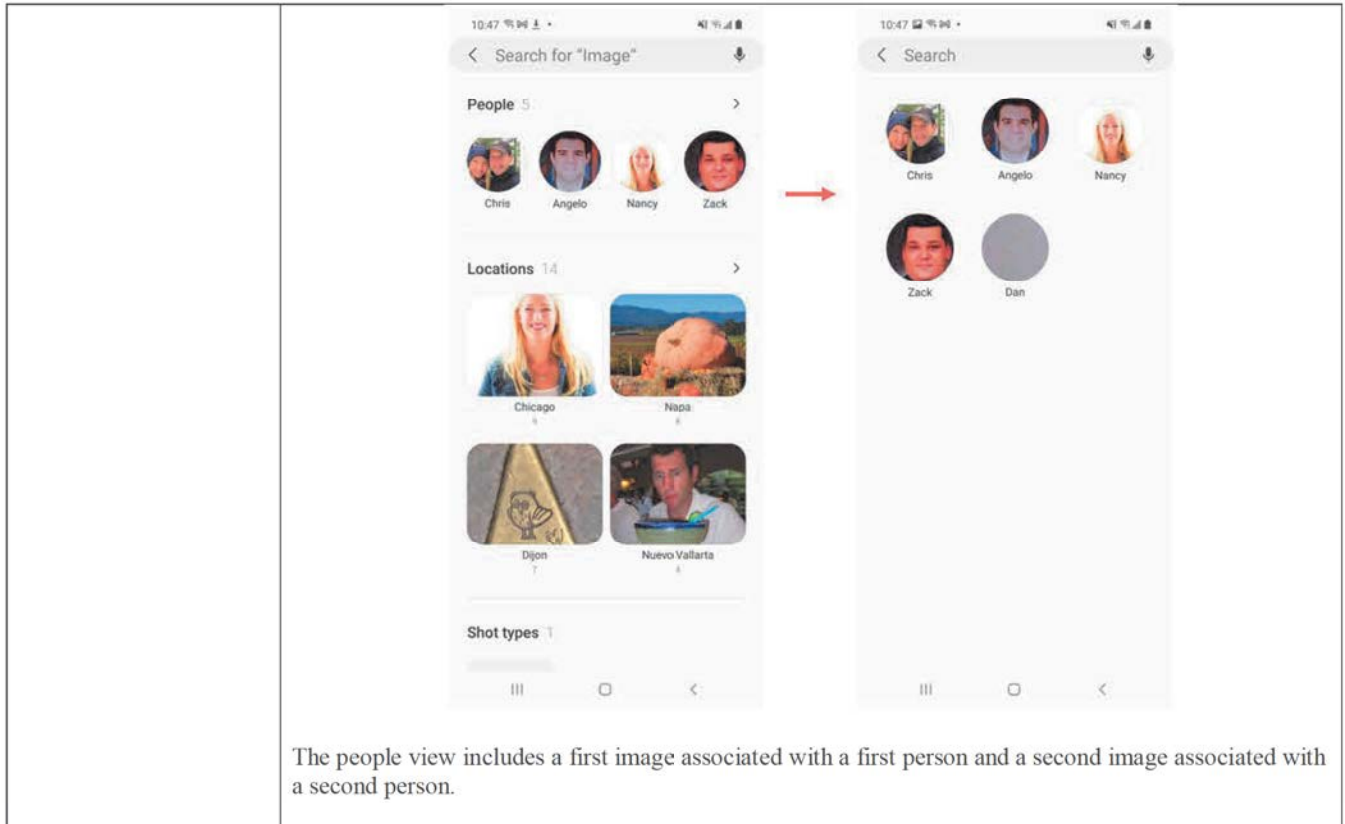 10:47
Search for "Image"
People 5
Chris Angelo Nancy Zack
Locations 14
Chicago Napa
Dijon Nuevo Vallarta
7
Shot types 1
10:47
Search
Chris Angelo Nancy
Zack Dan
The people view includes a first image associated with a first person and a second image associated with
a second person.